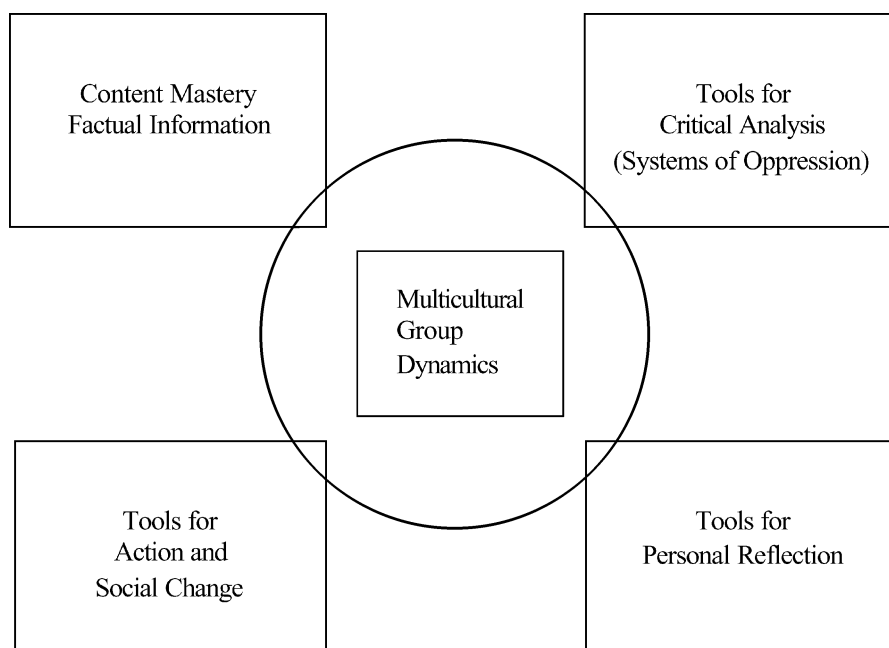 Content Mastery
Factual Information
Tools for
Critical Analysis
(Systems of Oppression)
Multicultural
Group
Dynamics
Tools for
Action and
Social Change
Tools for
Personal Reflection